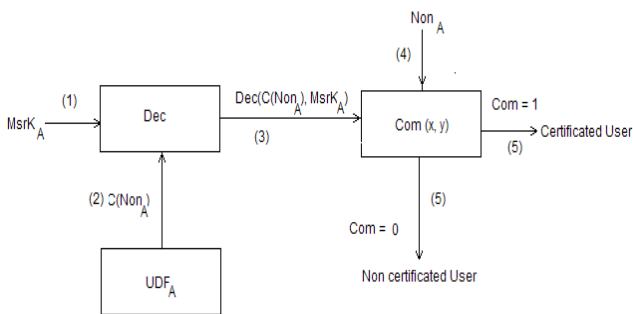 Non A
(4)
(1)
MsrK A
Dec
Dec(C(Non A), MsrK A)
(3)
Com (x, y)
Com = 1
(5)
Certificated User
(2) C(Non A)
(5)
Com = 0
UDF A
Non certificated User